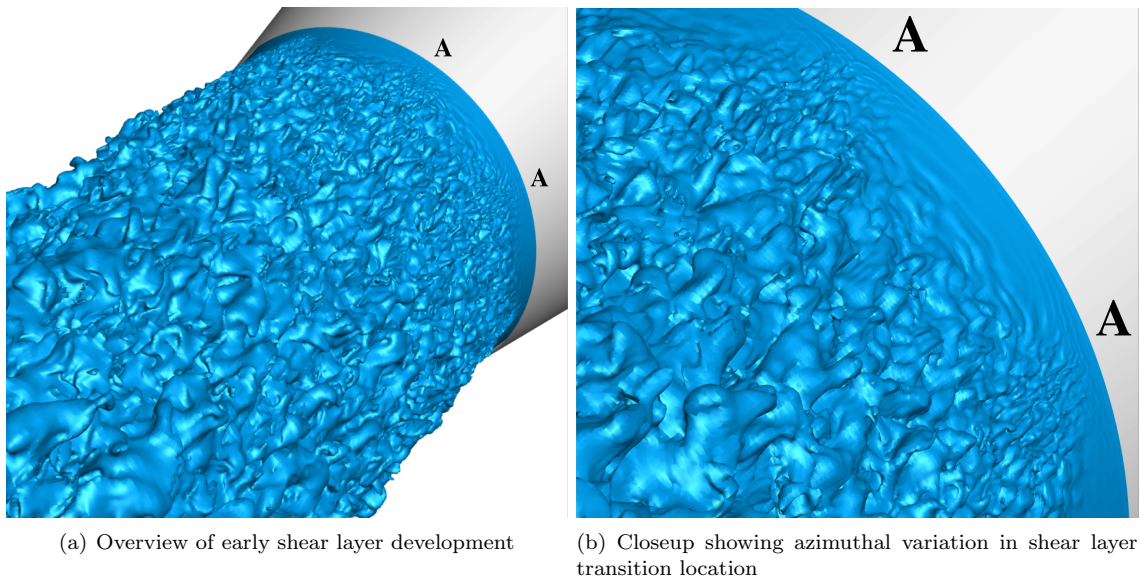 A
A
A
A
(a) Overview of early shear layer development
(b) Closeup showing azimuthal variation in shear layer
transition location